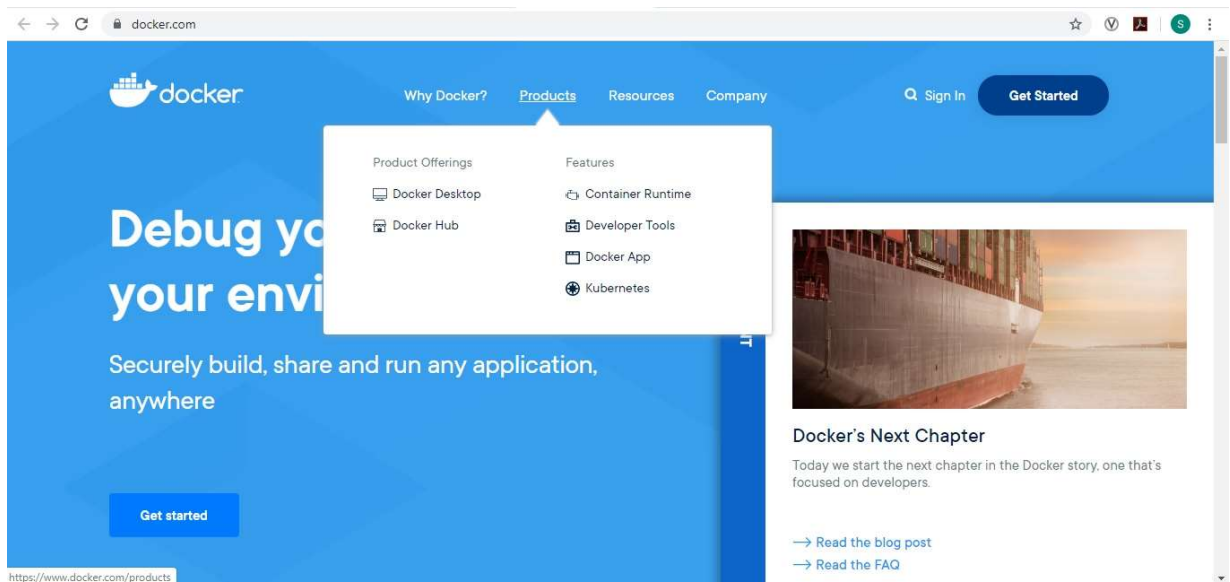 docker.com
S
docker
Why Docker?
Products
Resources
Company
Sign In
Get Started
Product Offerings
Docker Desktop
Docker Hub
Features
Container Runtime
Developer Tools
Docker App
Kubernetes
Debug yo
your envi
Securely build, share and run any application,
anywhere
Get started
Docker's Next Chapter
Today we start the next chapter in the Docker story, one that's
focused on developers.
→ Read the blog post
→ Read the FAQ
https://www.docker.com/products